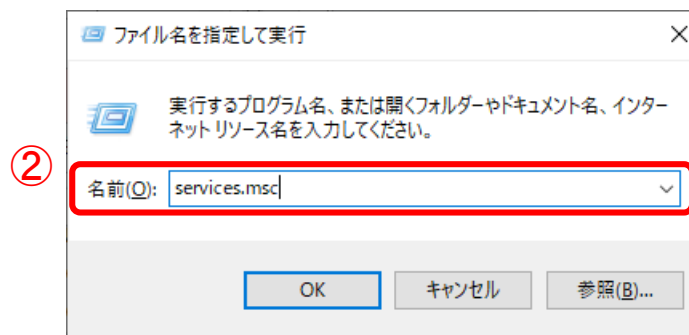 ファイル名を指定して実行
実行するプログラム名、または開くフォルダーやドキュメント名、インター
ネット リソース名を入力してください。
②
名前(O): services.msc
OK キャンセル 参照(B)...